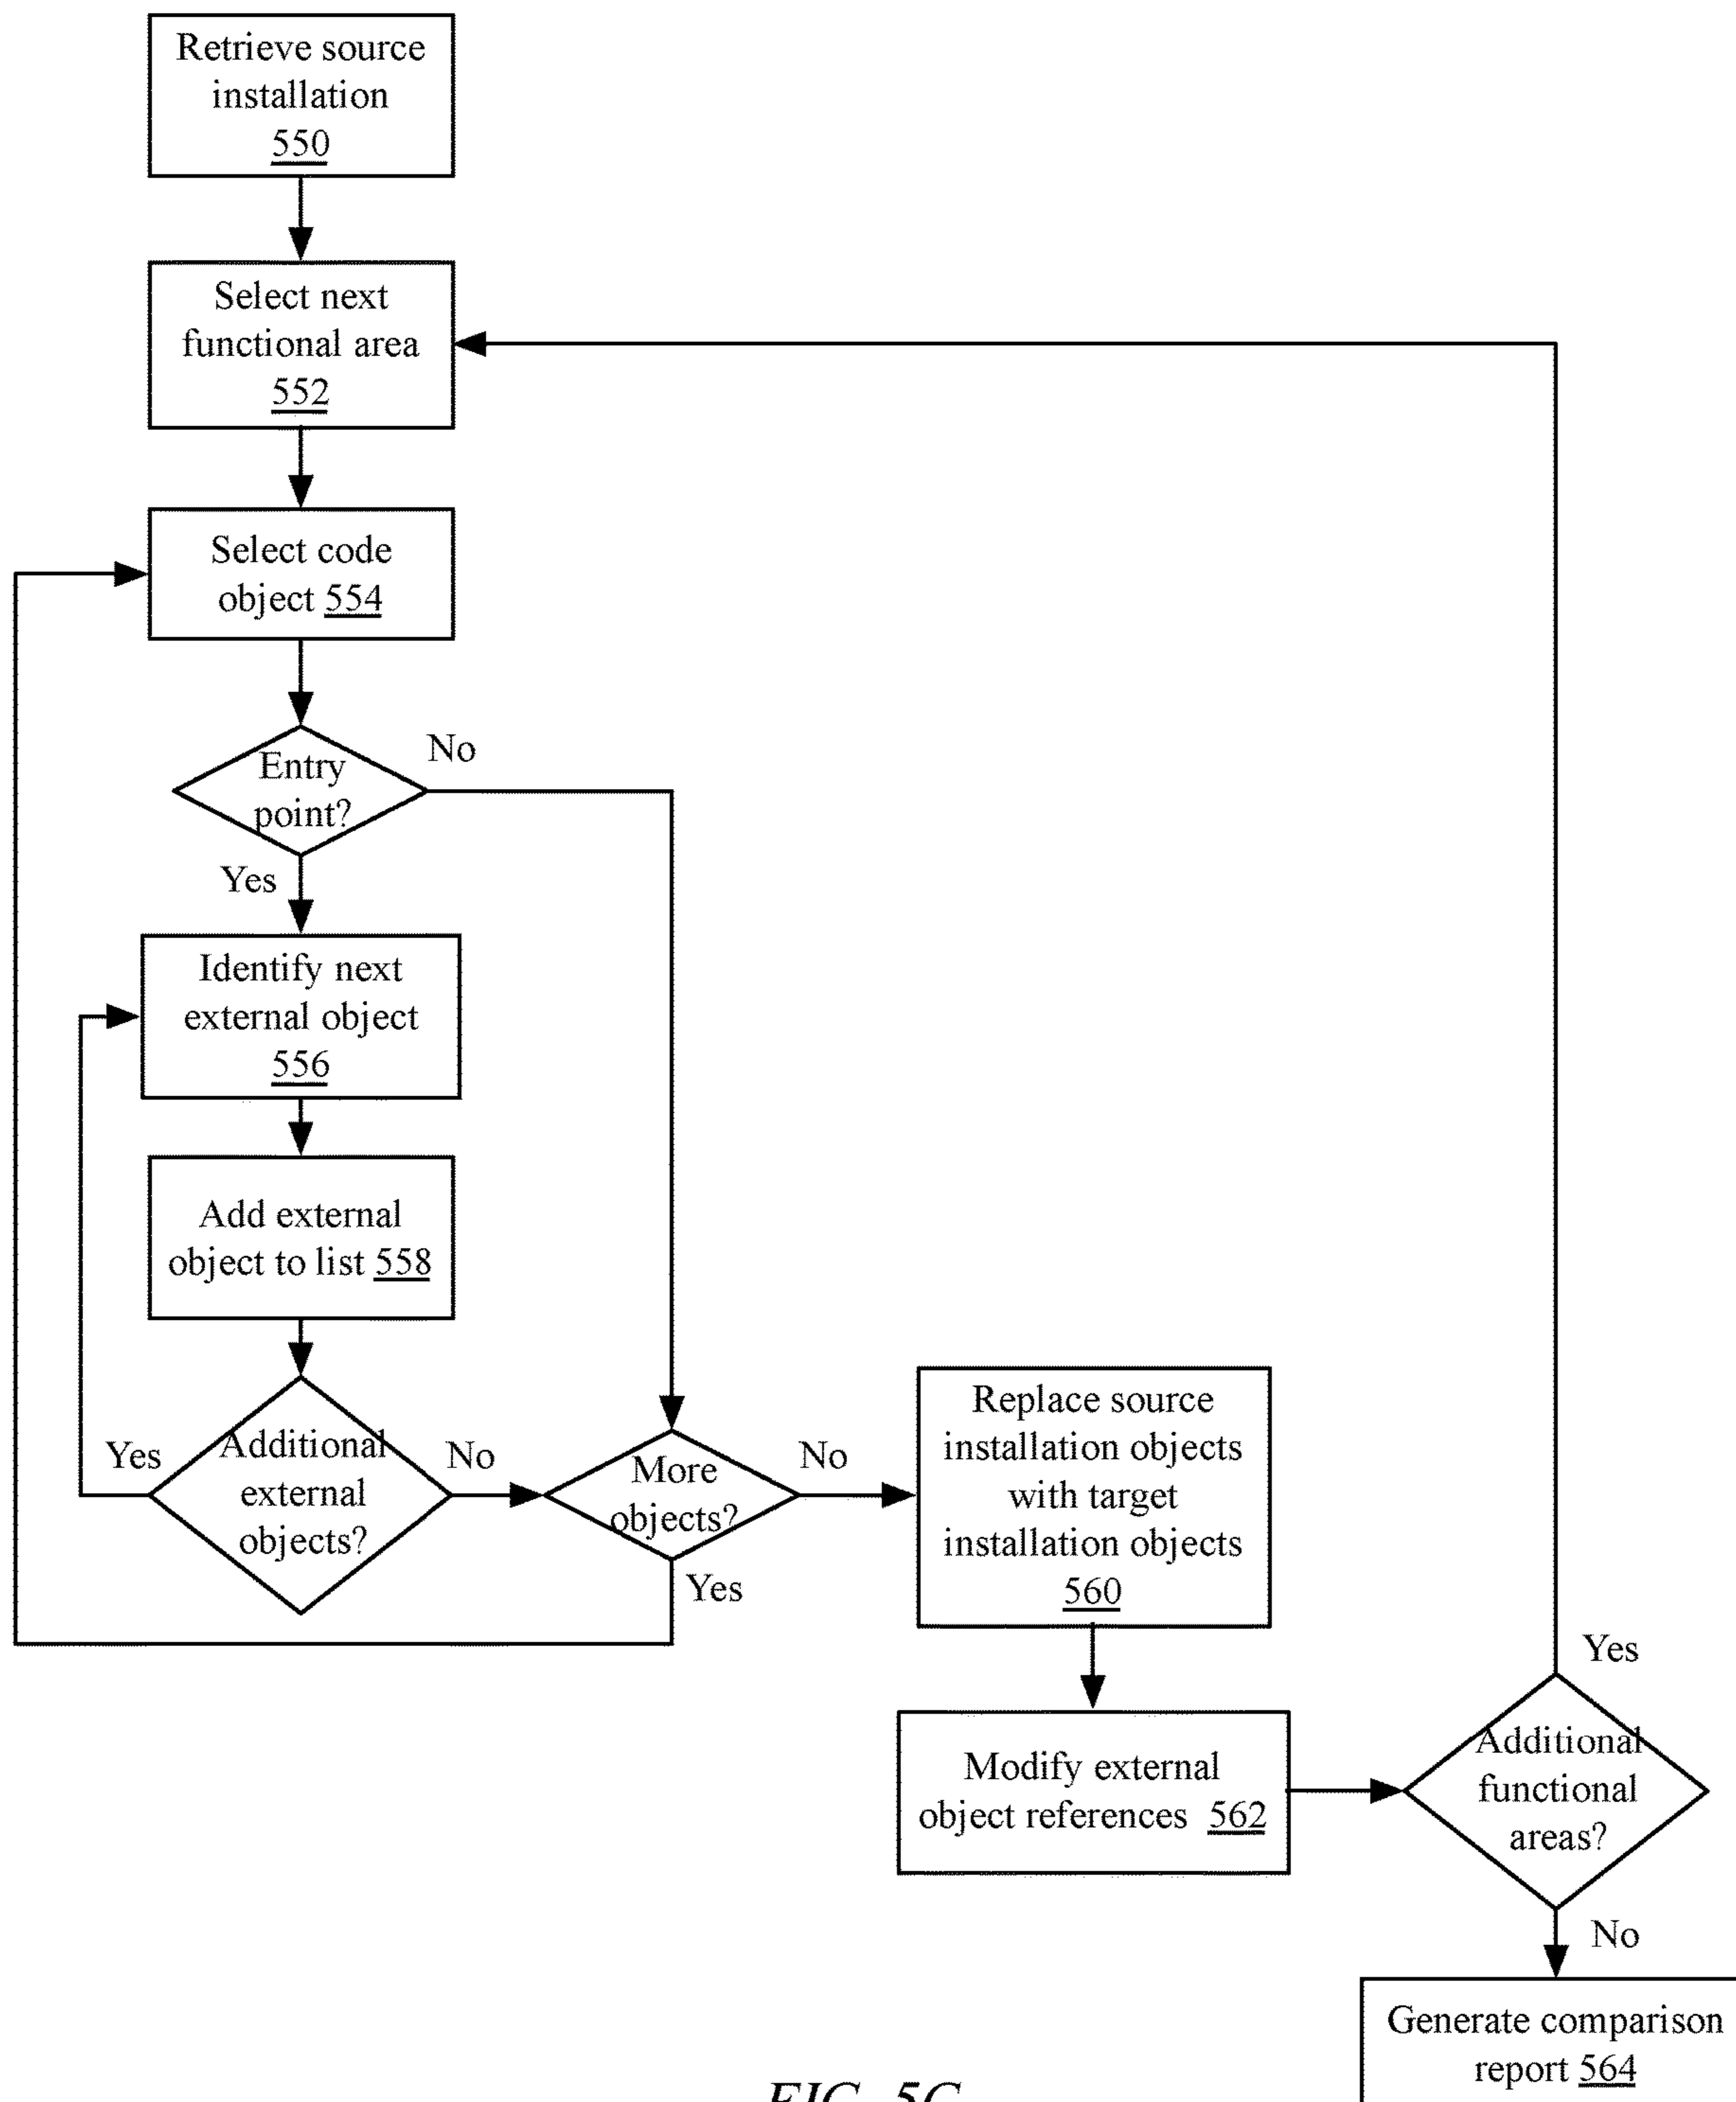 Retrieve source
installation
550
Select next
functional area
552
Select code
object 554
Entry
point?
No
Yes
Identify next
external object
556
Add external
object to list 558
Additional
external
objects?
Yes
No
More
objects?
No
Yes
Replace source
installation objects
with target
installation objects
560
Modify external
object references 562
Additional
functional
areas?
Yes
No
Generate comparison
report 564
FIG. 5C